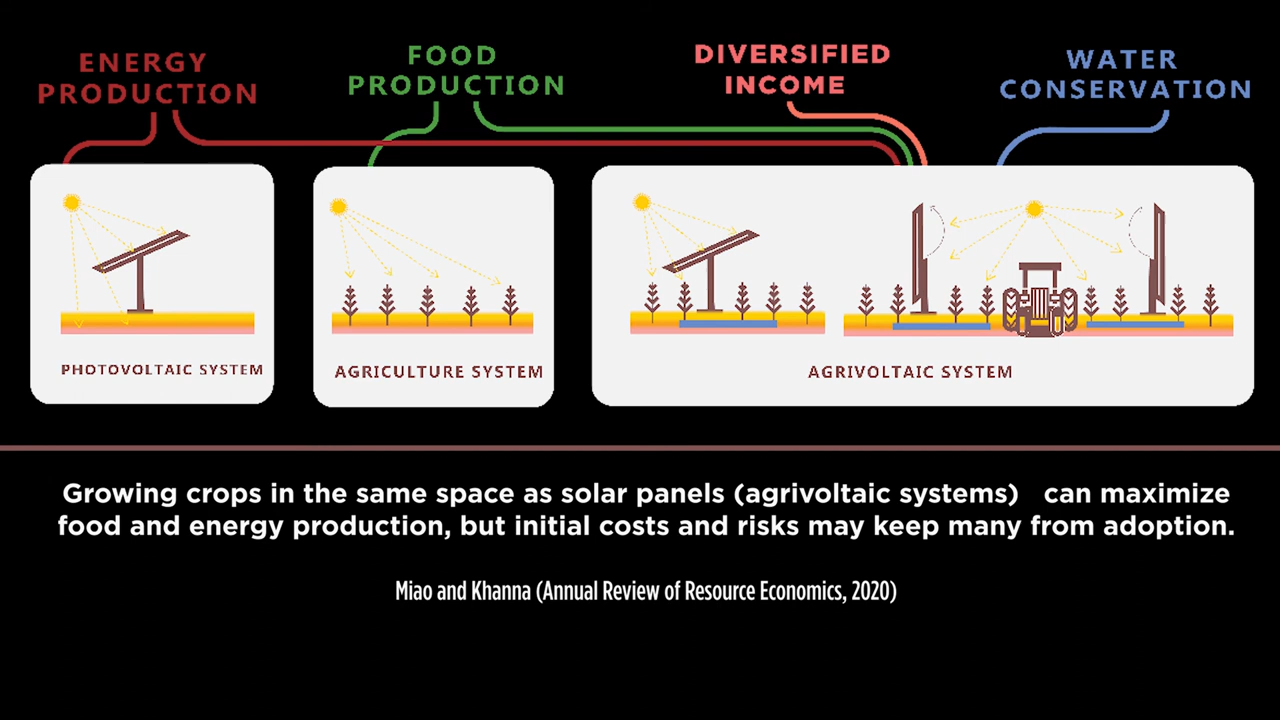 ENERGY
PRODUCTION
FOOD
PRODUCTION
DIVERSIFIED
INCOME
WATER
CONSERVATION
PHOTOVOLTAIC SYSTEM
AGRICULTURE SYSTEM
AGRIVOLTAIC SYSTEM
Growing crops in the same space as solar panels (agrivoltaic systems) can maximize
food and energy production, but initial costs and risks may keep many from adoption.
Miao and Khanna (Annual Review of Resource Economics, 2020)